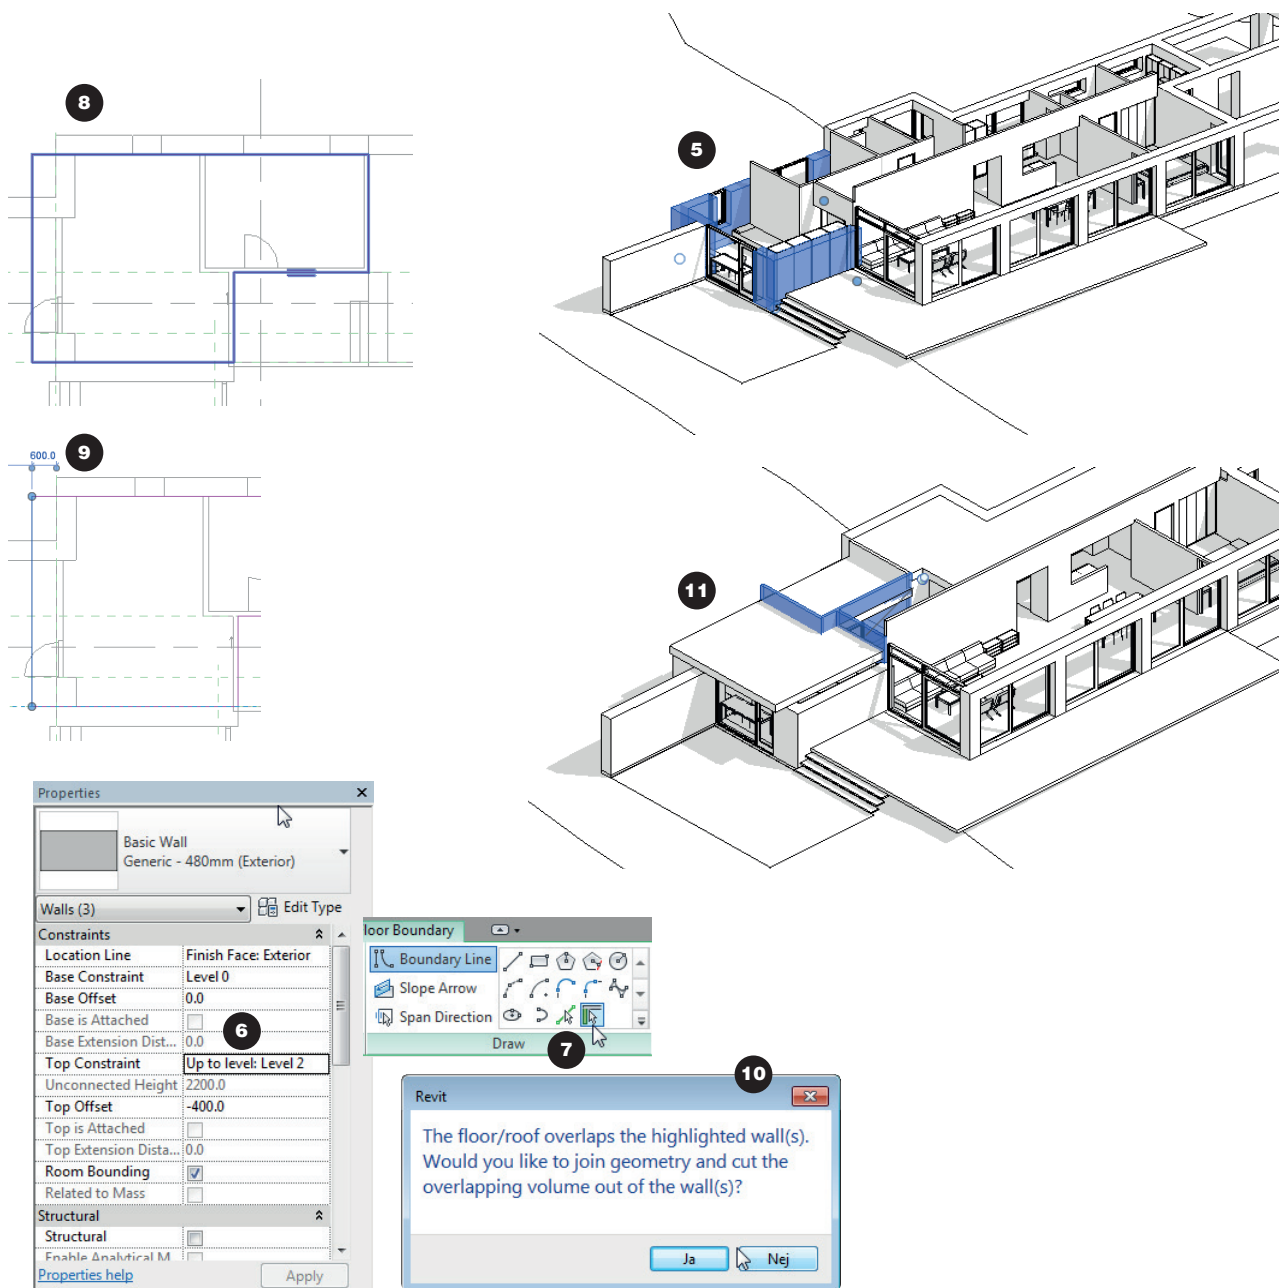 8
5
9
600.0
11
Properties
Basic Wall
Generic - 480mm (Exterior)
Walls (3)
Edit Type
Constraints
Location Line Finish Face: Exterior
Base Constraint Level 0
Base Offset 0.0
Base is Attached
6
Base Extension Dist... 0.0
Top Constraint Up to level: Level 2
Unconnected Height 2200.0
Top Offset -400.0
Top is Attached
Top Extension Dista... 0.0
Room Bounding
Related to Mass
Structural
Structural
Enable Analytical M...
Properties help
Apply
loor Boundary
Boundary Line
Slope Arrow
Span Direction
Draw
7
10
Revit
The floor/roof overlaps the highlighted wall(s).
Would you like to join geometry and cut the
overlapping volume out of the wall(s)?
Ja
Nej